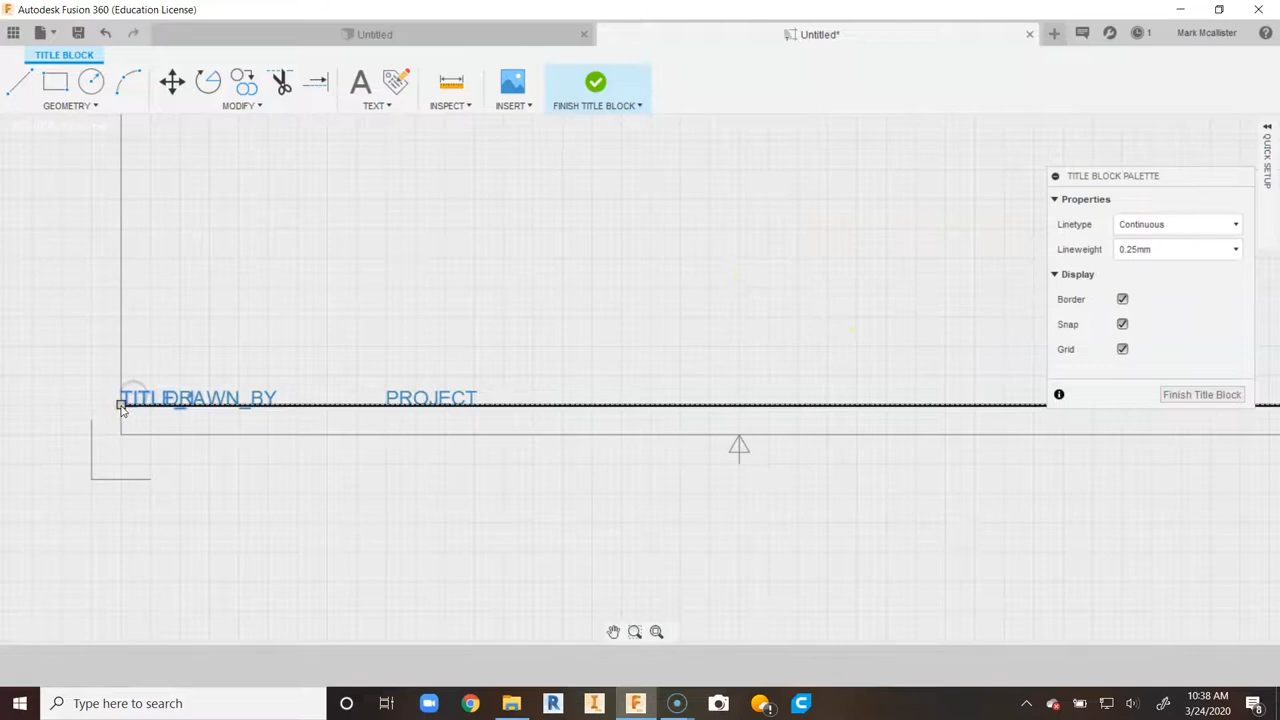 Autodesk Fusion 360 (Education License)
Untitled
Untitled*
1
Mark Mcallister
TITLE BLOCK
GEOMETRY
MODIFY
TEXT
INSPECT
INSERT
FINISH TITLE BLOCK
QUICK SETUP
TITLE BLOCK PALETTE
Properties
Linetype Continuous
Lineweight 0.25mm
Display
Border
Snap
Grid
Finish Title Block
DRAWN_BY PROJECT
Type here to search
10:38 AM
3/24/2020
8